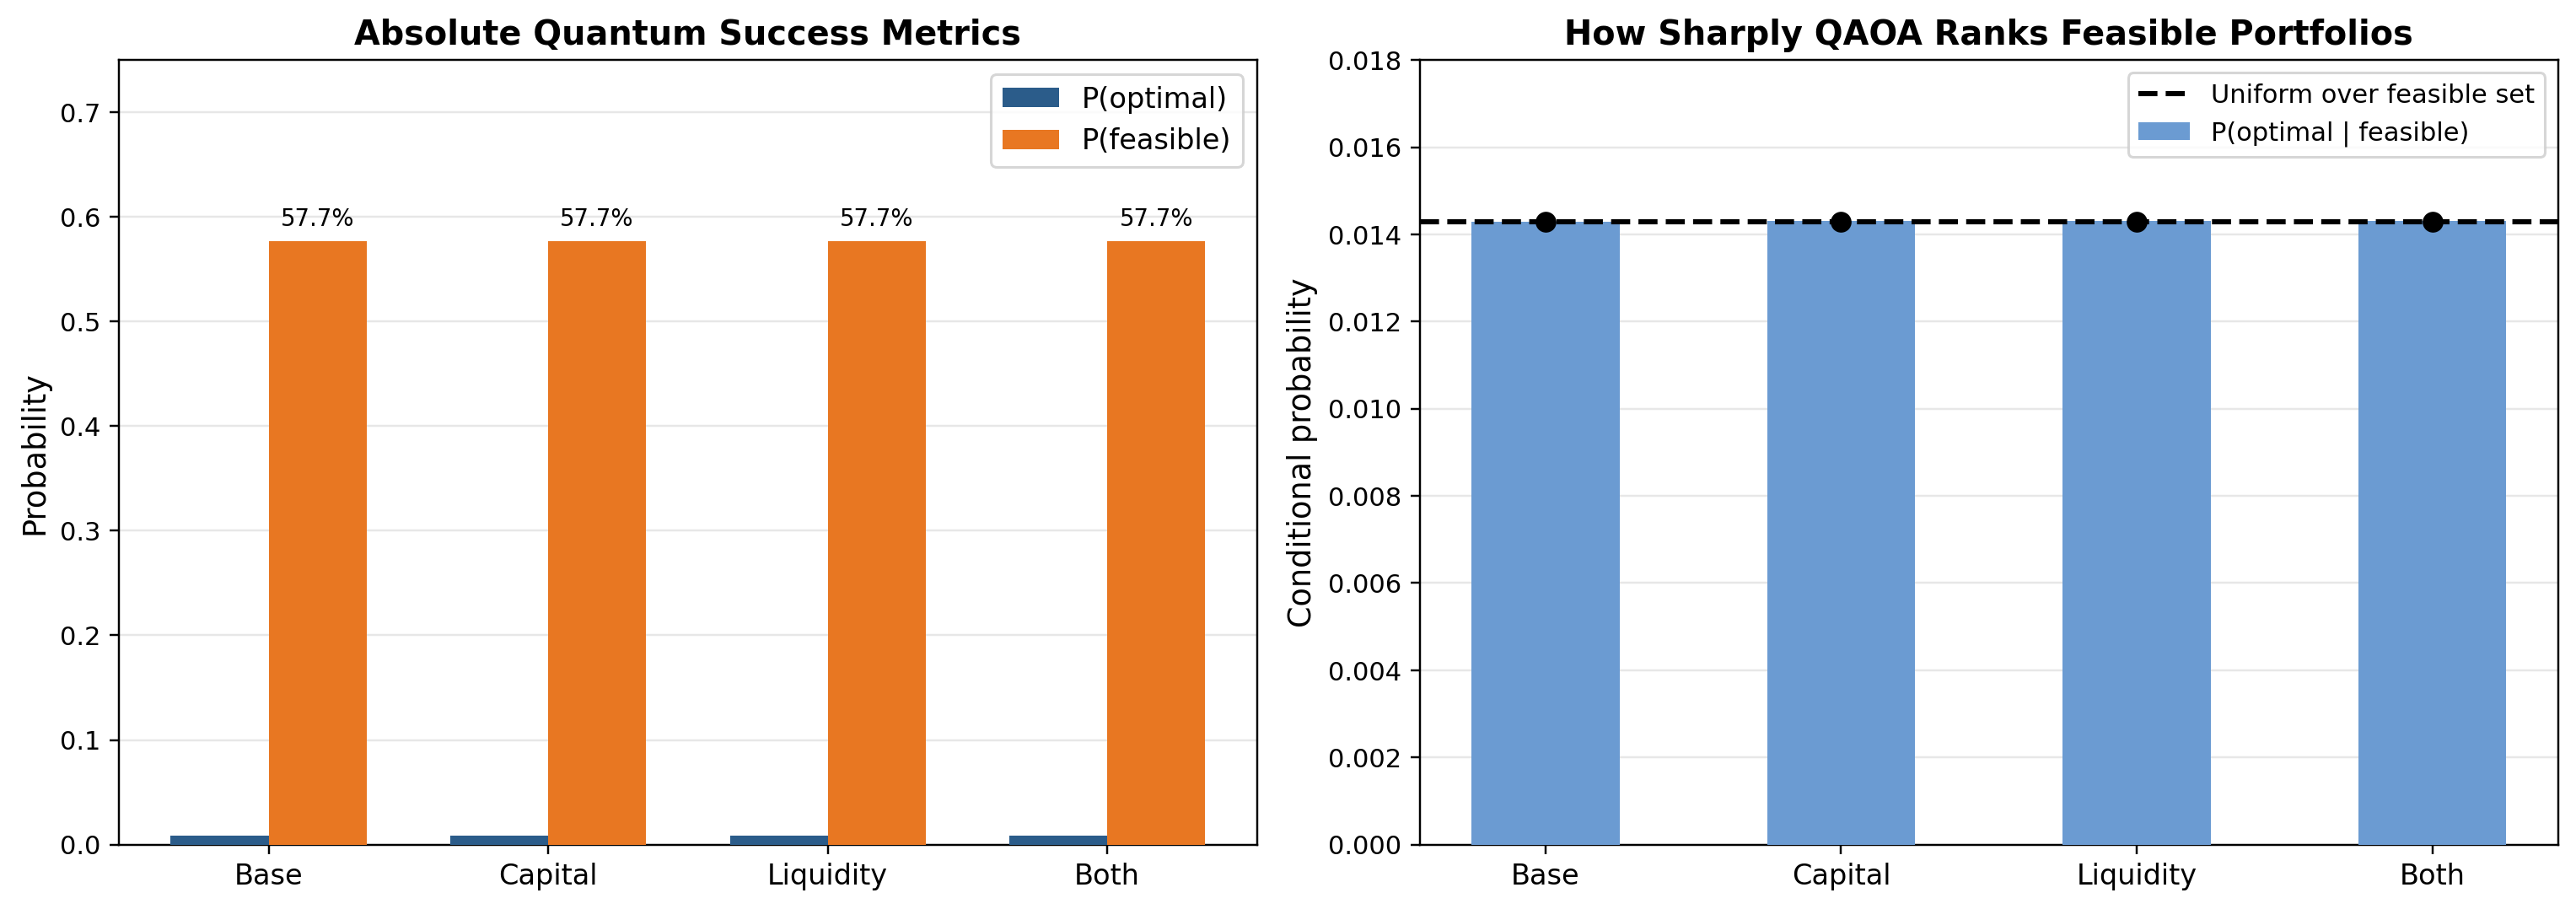 Absolute Quantum Success Metrics
P(optimal)
P(feasible)
57.7%
57.7%
57.7%
57.7%
Probability
0.7
0.6
0.5
0.4
0.3
0.2
0.1
0.0
Base
Capital
Liquidity
Both
How Sharply QAOA Ranks Feasible Portfolios
Uniform over feasible set
P(optimal | feasible)
Conditional probability
0.018
0.016
0.014
0.012
0.010
0.008
0.006
0.004
0.002
0.000
Base
Capital
Liquidity
Both